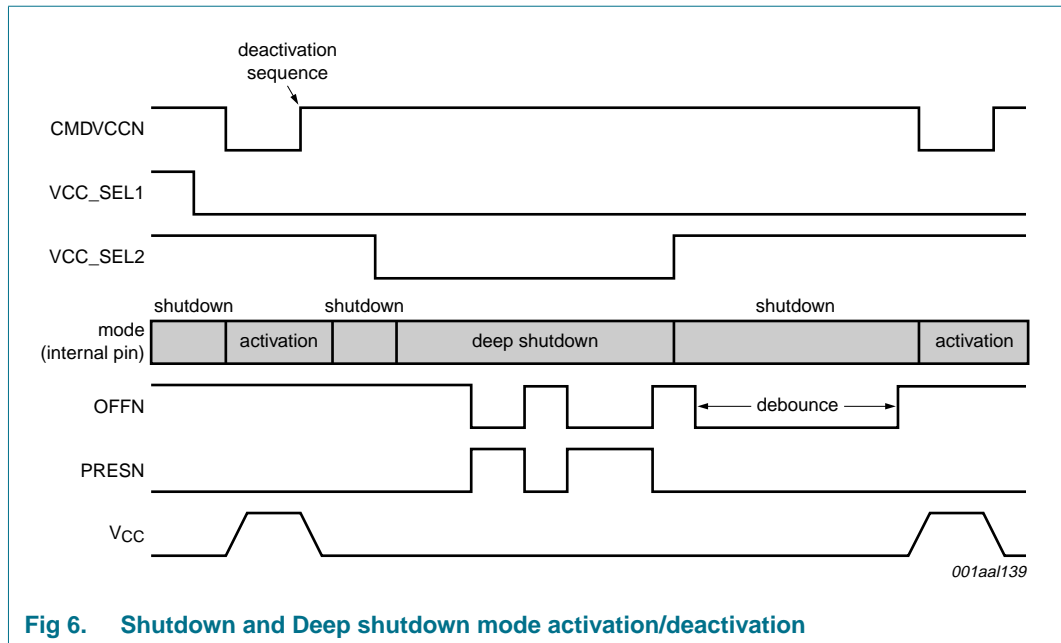 deactivation
sequence
CMDVCCN
VCC_SEL1
VCC_SEL2
shutdown shutdown shutdown
mode
(internal pin)
activation deep shutdown activation
OFFN
debounce
PRESN
VCC
001aal139
Fig 6. Shutdown and Deep shutdown mode activation/deactivation